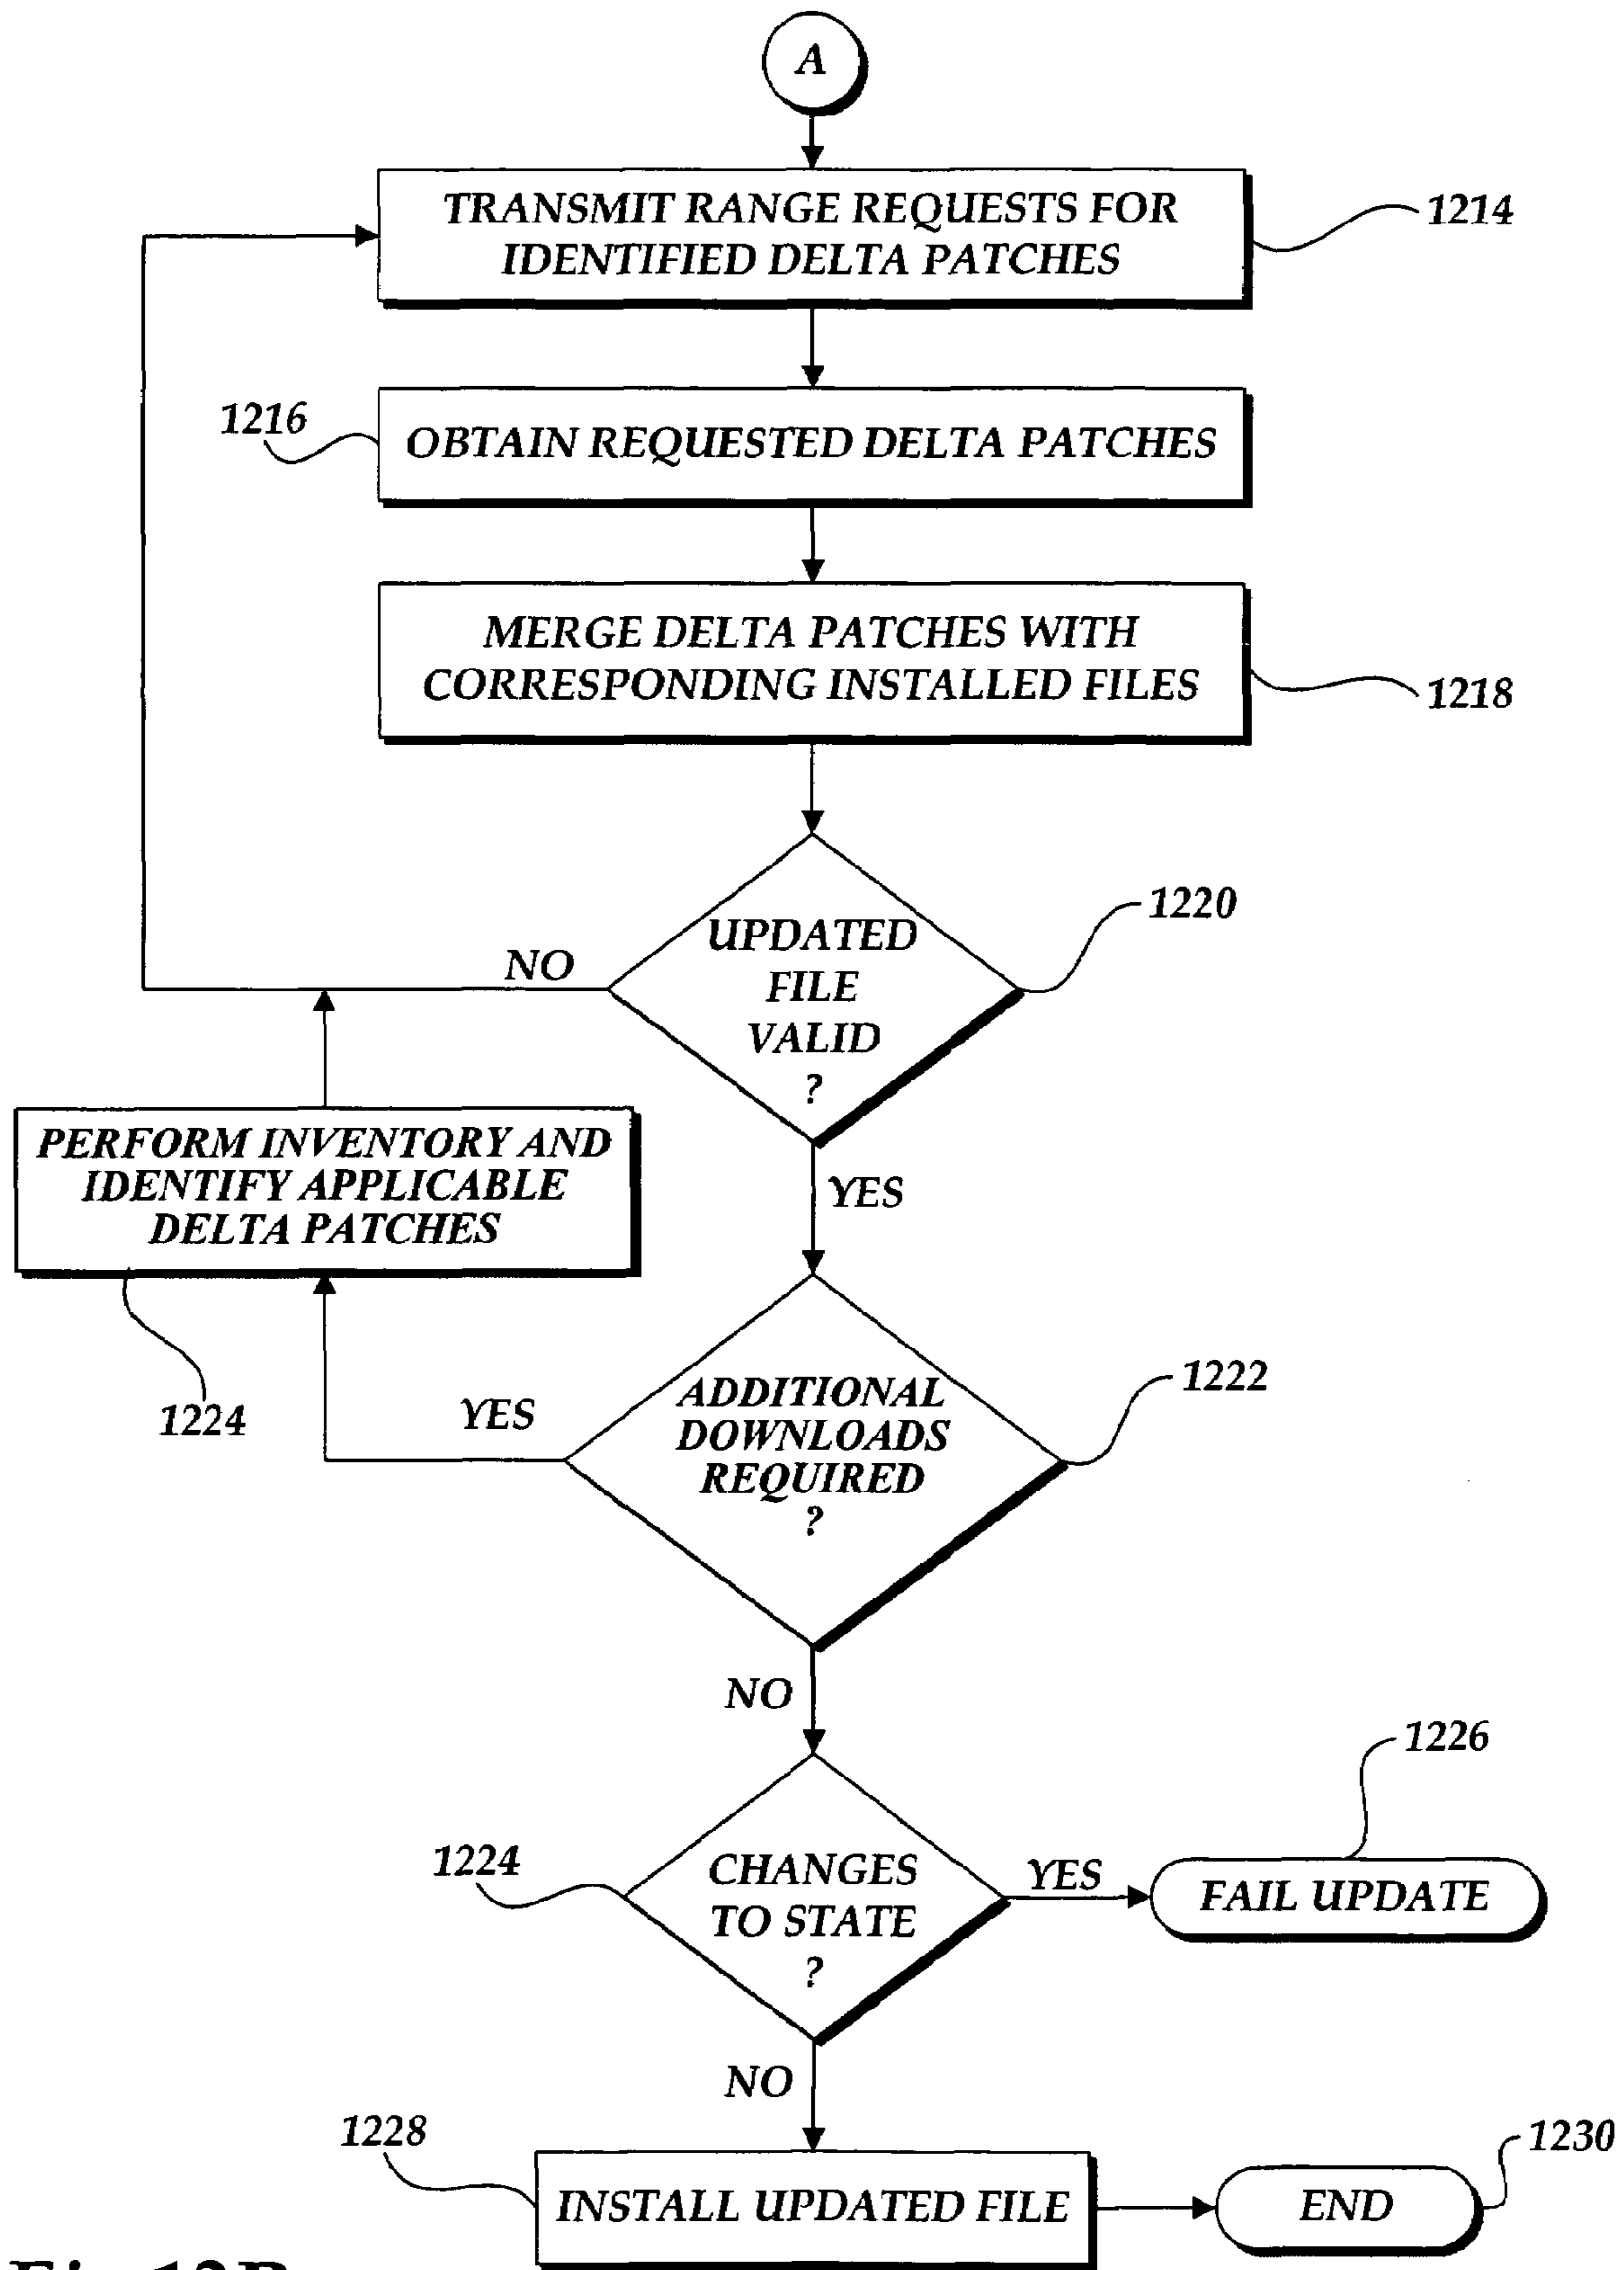 A
TRANSMIT RANGE REQUESTS FOR
IDENTIFIED DELTA PATCHES
1214
1216
OBTAIN REQUESTED DELTA PATCHES
MERGE DELTA PATCHES WITH
CORRESPONDING INSTALLED FILES
1218
1220
UPDATED
FILE
VALID
?
NO
PERFORM INVENTORY AND
IDENTIFY APPLICABLE
DELTA PATCHES
YES
1224
YES
ADDITIONAL
DOWNLOADS
REQUIRED
?
1222
NO
1226
1224
CHANGES
TO STATE
?
YES
FAIL UPDATE
NO
1228
INSTALL UPDATED FILE
END
1230